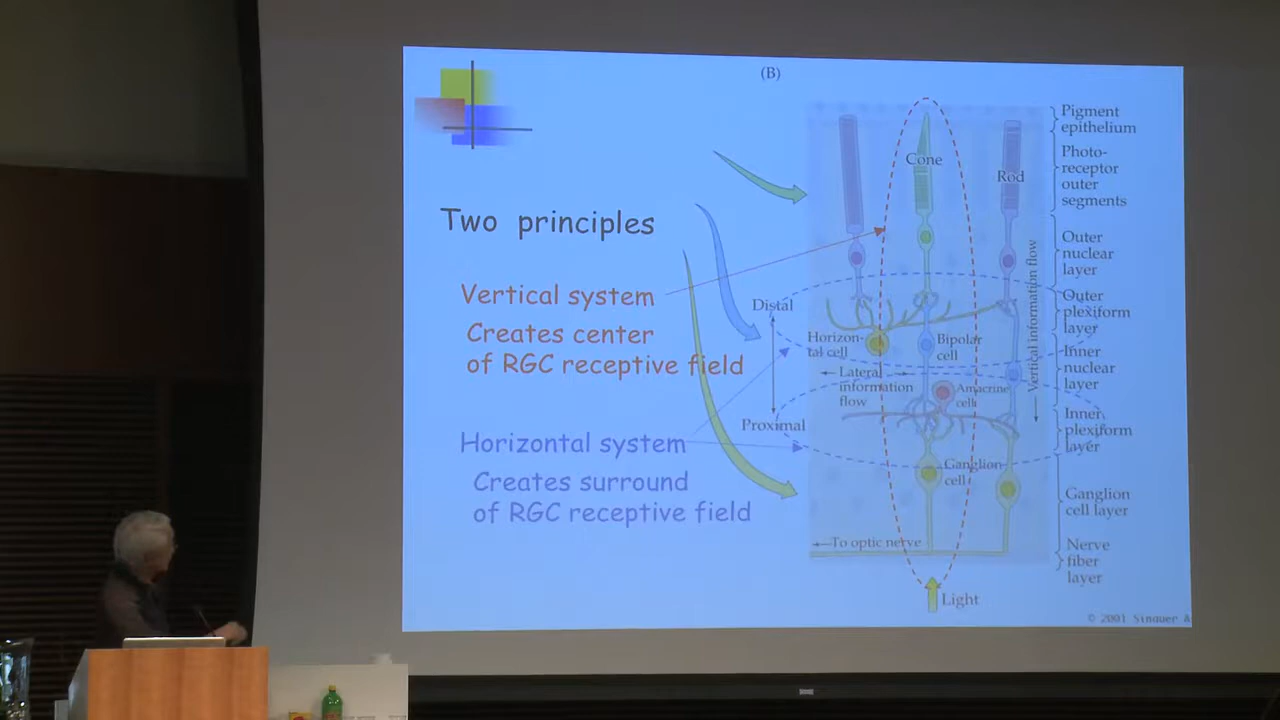 (B)
Two principles
Vertical system
Creates center
of RGC receptive field
Horizontal system
Creates surround
of RGC receptive field
Distal
Proximal
Cone
Rod
Horizon-
tal cell
Bipolar
cell
Lateral
information
flow
Amacrine
cell
Ganglion
cell
To optic nerve
Light
Vertical information flow
Pigment
epithelium
Photo-
receptor
outer
segments
Outer
nuclear
layer
Outer
plexiform
layer
Inner
nuclear
layer
Inner
plexiform
layer
Ganglion
cell layer
Nerve
fiber
layer
© 2001 Sinauer A